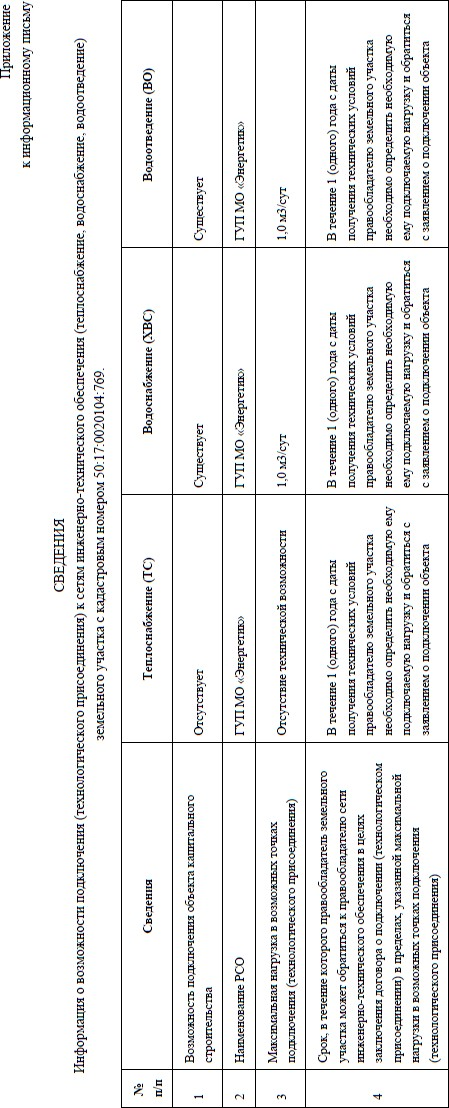 Приложение
к информационному письму
СВЕДЕНИЯ
Информация о возможности подключения (технологического присоединения) к сетям инженерно-технического обеспечения (теплоснабжение, водоснабжение, водоотведение)
земельного участка с кадастровым номером 50:17:0020104:769.
№
п/п
Сведения
Теплоснабжение (ТС)
Водоснабжение (ХВС)
Водоотведение (ВО)
1
Возможность подключения объекта капитального
строительства
Отсутствует
Существует
Существует
2
Наименование РСО
ГУП МО «Энергетик»
ГУП МО «Энергетик»
ГУП МО «Энергетик»
3
Максимальная нагрузка в возможных точках
подключения (технологического присоединения)
Отсутствие технической возможности
1,0 м3/сут
1,0 м3/сут
4
Срок, в течение которого правообладатель земельного
участка может обратиться к правообладателю сети
инженерно-технического обеспечения в целях
заключения договора о подключении (технологическом
присоединении) в пределах, указанной максимальной
нагрузки в возможных точках подключения
(технологического присоединения)
В течение 1 (одного) года с даты
получения технических условий
правообладателю земельного участка
необходимо определить необходимую ему
подключаемую нагрузку и обратиться с
заявлением о подключении объекта
В течение 1 (одного) года с даты
получения технических условий
правообладателю земельного участка
необходимо определить необходимую
ему подключаемую нагрузку и обратиться
с заявлением о подключении объекта
В течение 1 (одного) года с даты
получения технических условий
правообладателю земельного участка
необходимо определить необходимую
ему подключаемую нагрузку и обратиться
с заявлением о подключении объекта